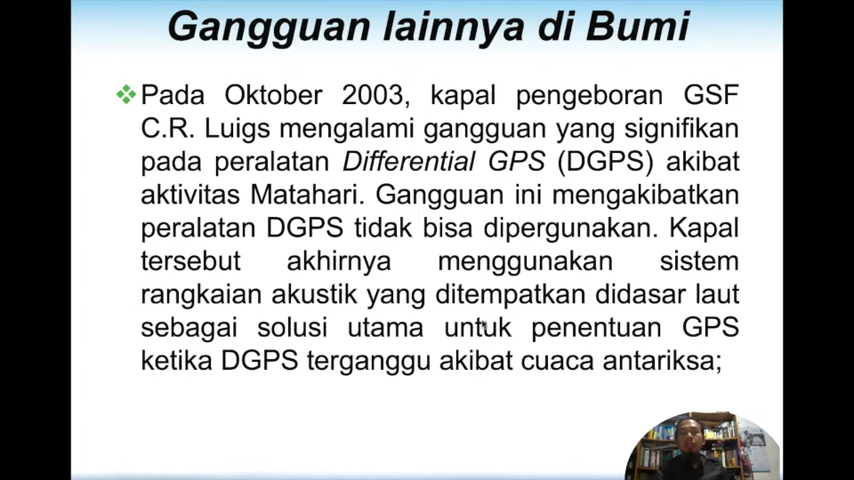 Gangguan lainnya di Bumi
Pada Oktober 2003, kapal pengeboran GSF
C.R. Luigs mengalami gangguan yang signifikan
pada peralatan Differential GPS (DGPS) akibat
aktivitas Matahari. Gangguan ini mengakibatkan
peralatan DGPS tidak bisa dipergunakan. Kapal
tersebut akhirnya menggunakan sistem
rangkaian akustik yang ditempatkan didasar laut
sebagai solusi utama untuk penentuan GPS
ketika DGPS terganggu akibat cuaca antariksa;